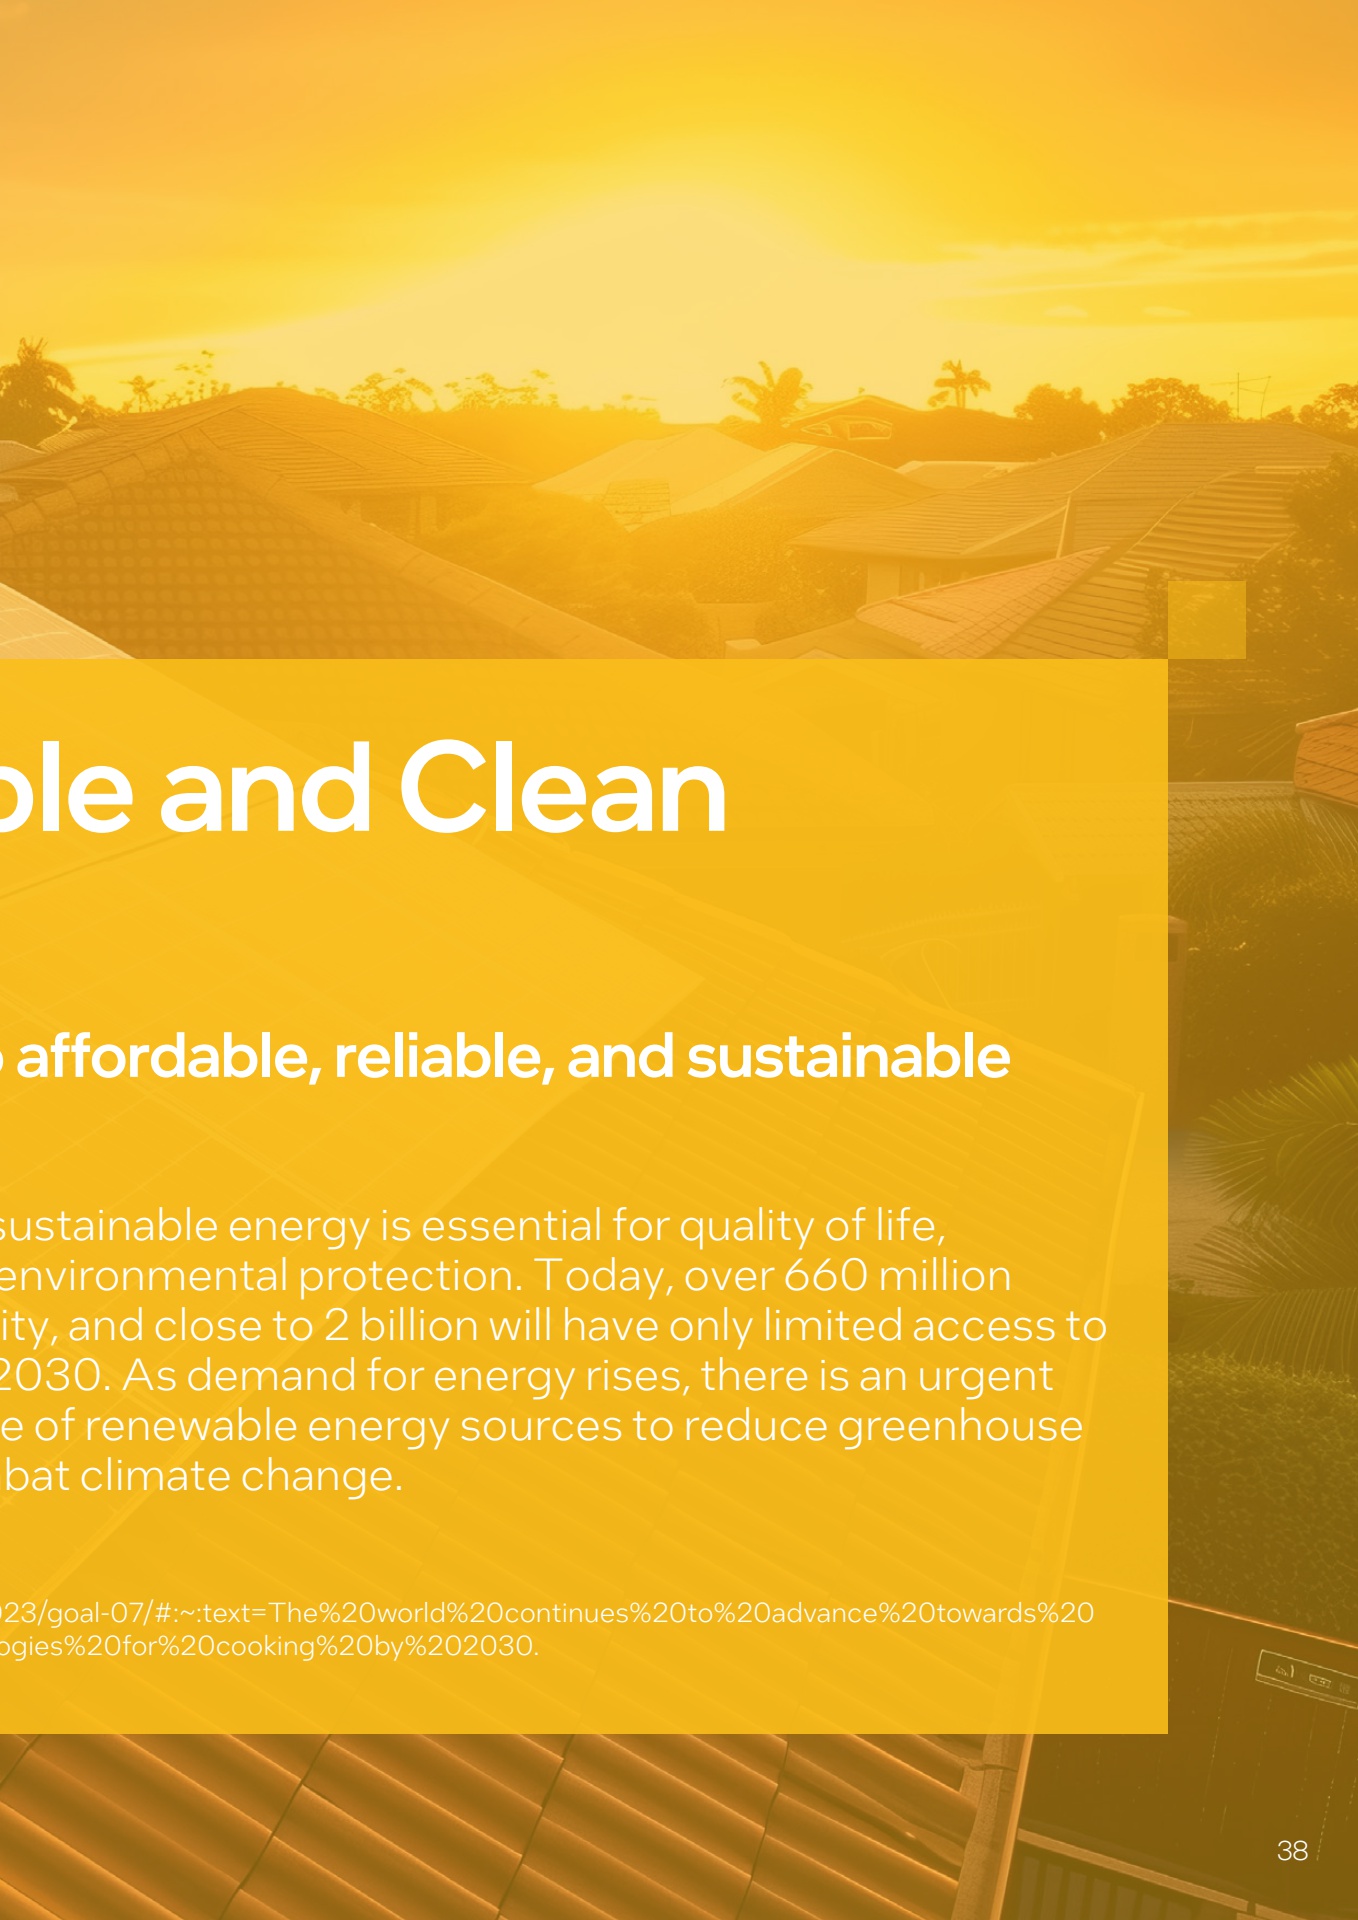 ble and Clean
affordable, reliable, and sustainable
sustainable energy is essential for quality of life,
environmental protection. Today, over 660 million
ity, and close to 2 billion will have only limited access to
2030. As demand for energy rises, there is an urgent
e of renewable energy sources to reduce greenhouse
bat climate change.
023/goal-07/#:~:text=The%20world%20continues%20to%20advance%20towards%20
ogies%20for%20cooking%20by%202030.
38